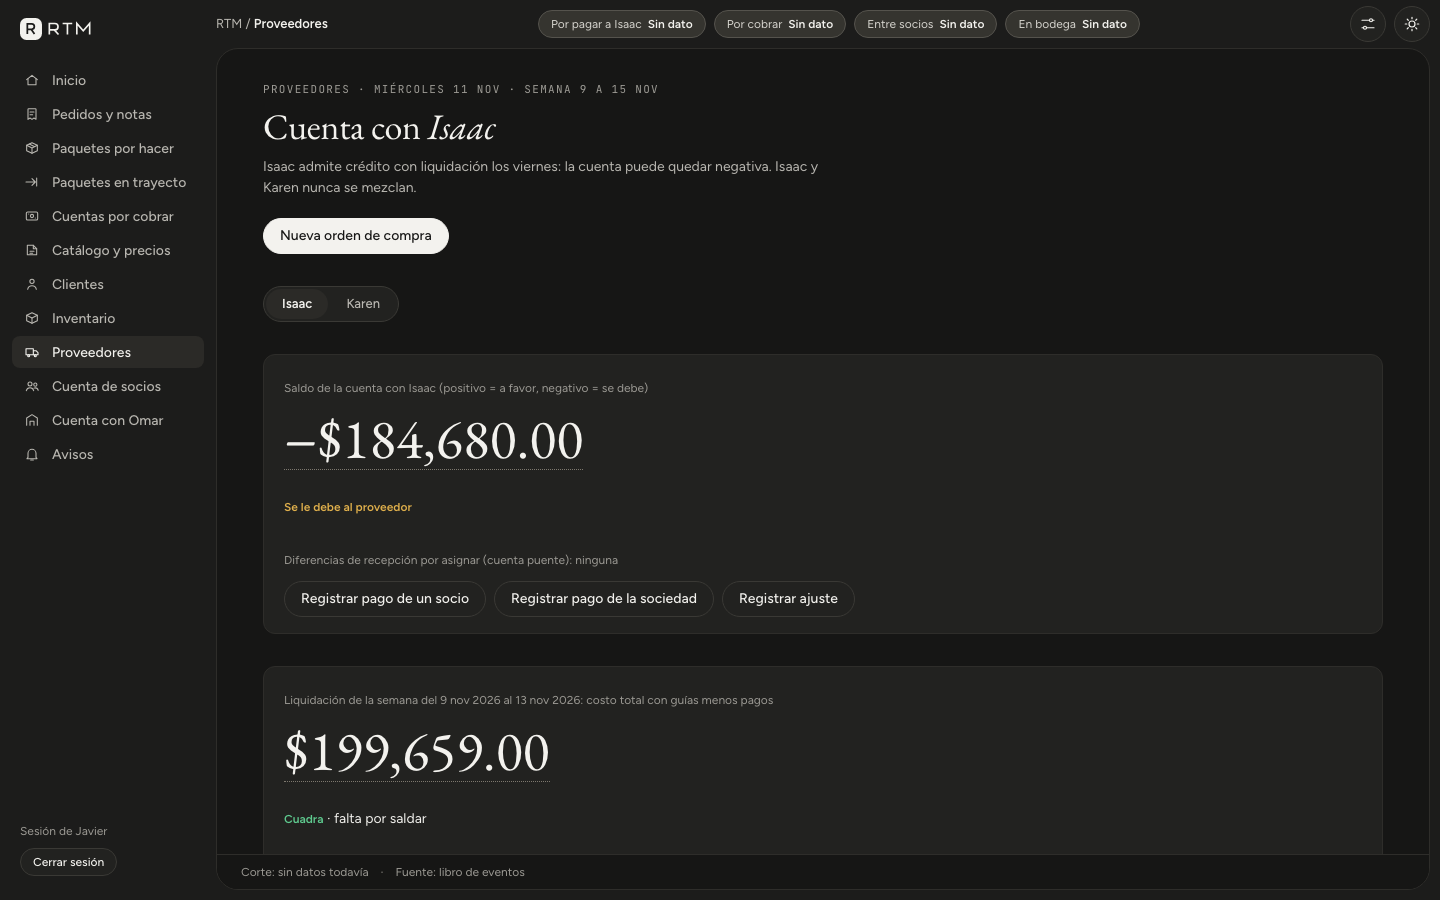 R RTM
RTM / Proveedores
Por pagar a Isaac Sin dato
Por cobrar Sin dato
Entre socios Sin dato
En bodega Sin dato
Inicio
Pedidos y notas
Paquetes por hacer
Paquetes en trayecto
Cuentas por cobrar
Catálogo y precios
Clientes
Inventario
Proveedores
Cuenta de socios
Cuenta con Omar
Avisos
Sesión de Javier
Cerrar sesión
PROVEEDORES · MIÉRCOLES 11 NOV · SEMANA 9 A 15 NOV
Cuenta con Isaac
Isaac admite crédito con liquidación los viernes: la cuenta puede quedar negativa. Isaac y
Karen nunca se mezclan.
Nueva orden de compra
Isaac
Karen
Saldo de la cuenta con Isaac (positivo = a favor, negativo = se debe)
−$184,680.00
Se le debe al proveedor
Diferencias de recepción por asignar (cuenta puente): ninguna
Registrar pago de un socio
Registrar pago de la sociedad
Registrar ajuste
Liquidación de la semana del 9 nov 2026 al 13 nov 2026: costo total con guías menos pagos
$199,659.00
Cuadra · falta por saldar
Corte: sin datos todavía · Fuente: libro de eventos